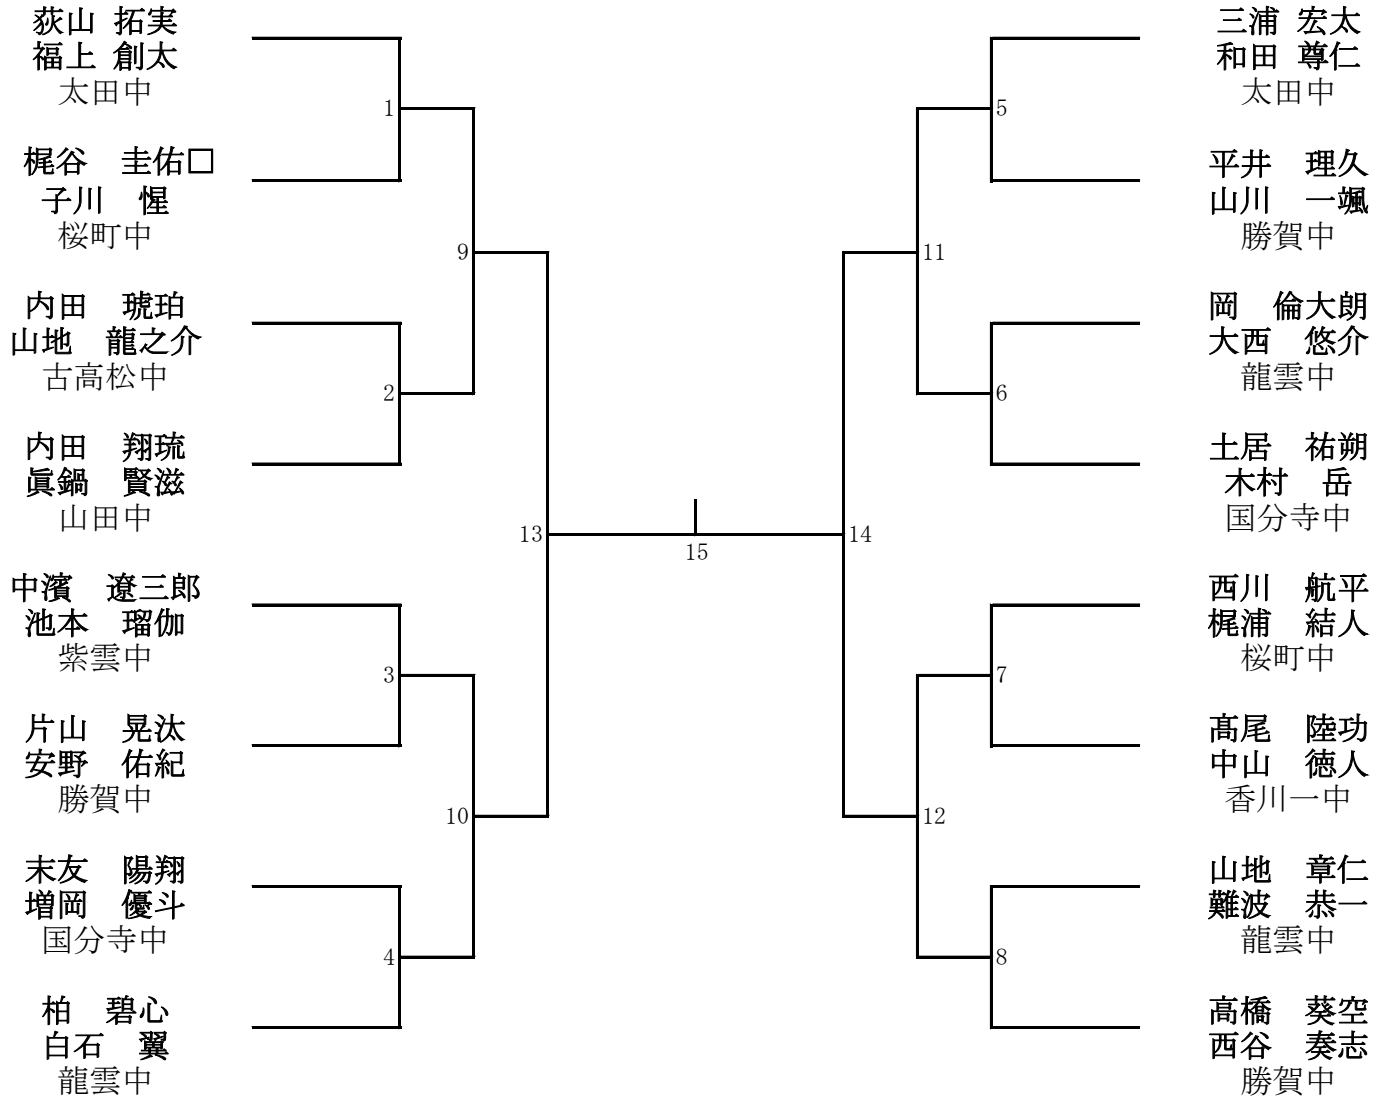 荻山 拓実
福上 創太
太田中
1
梶谷　圭佑□
子川　惺
桜町中
9
内田　琥珀
山地　龍之介
古高松中
2
内田　翔琉
眞鍋　賢滋
山田中
13
中濱　遼三郎
池本　瑠伽
紫雲中
3
片山　晃汰
安野　佑紀
勝賀中
10
末友　陽翔
増岡　優斗
国分寺中
4
柏　碧心
白石　翼
龍雲中
15
三浦 宏太
和田 尊仁
太田中
5
平井　理久
山川　一颯
勝賀中
11
岡　倫大朗
大西　悠介
龍雲中
6
土居　祐朔
木村　岳
国分寺中
14
西川　航平
梶浦　結人
桜町中
7
髙尾　陸功
中山　徳人
香川一中
12
山地　章仁
難波　恭一
龍雲中
8
高橋　葵空
西谷　奏志
勝賀中